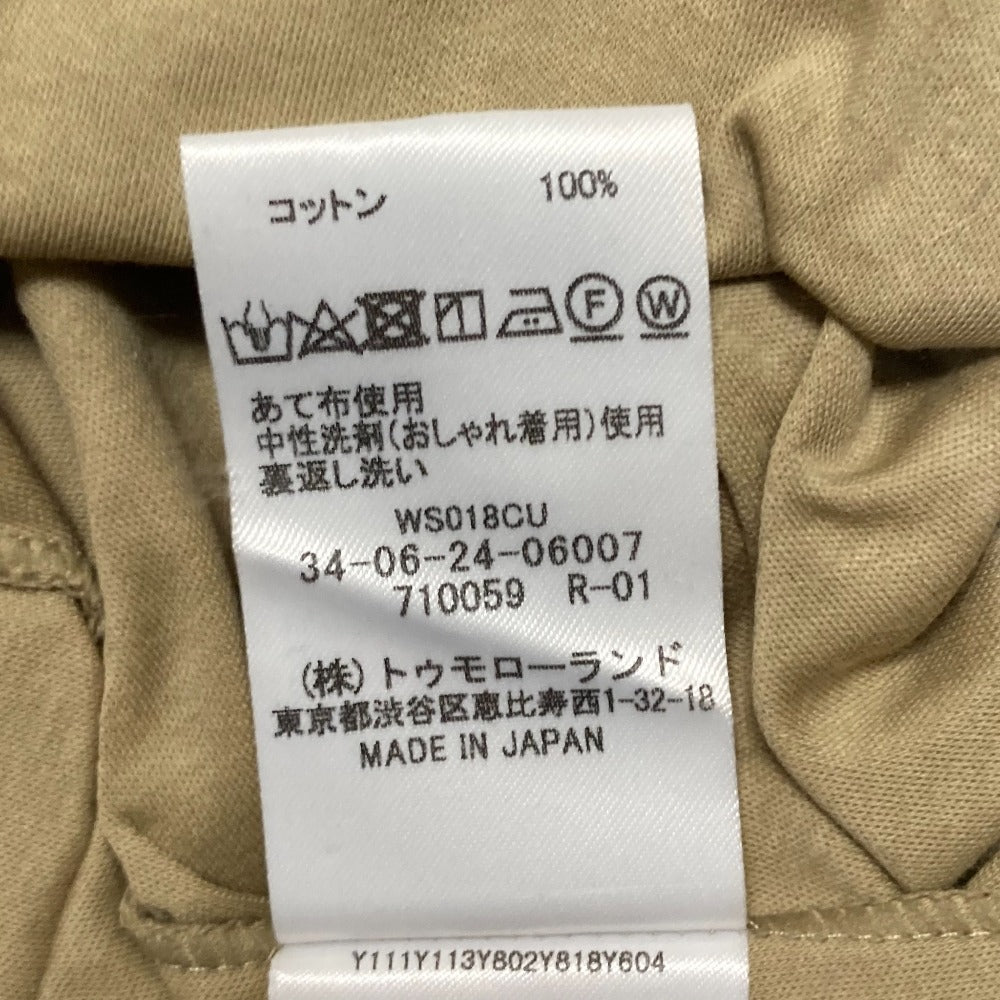 コットン 100%
F W
あて布使用
中性洗剤(おしゃれ着用)使用
裏返し洗い
WS018CU
34-06-24-06007
710059 R-01
(株)トゥモローランド
東京都渋谷区恵比寿西1-32-18
MADE IN JAPAN
Y111Y113Y802Y818Y604